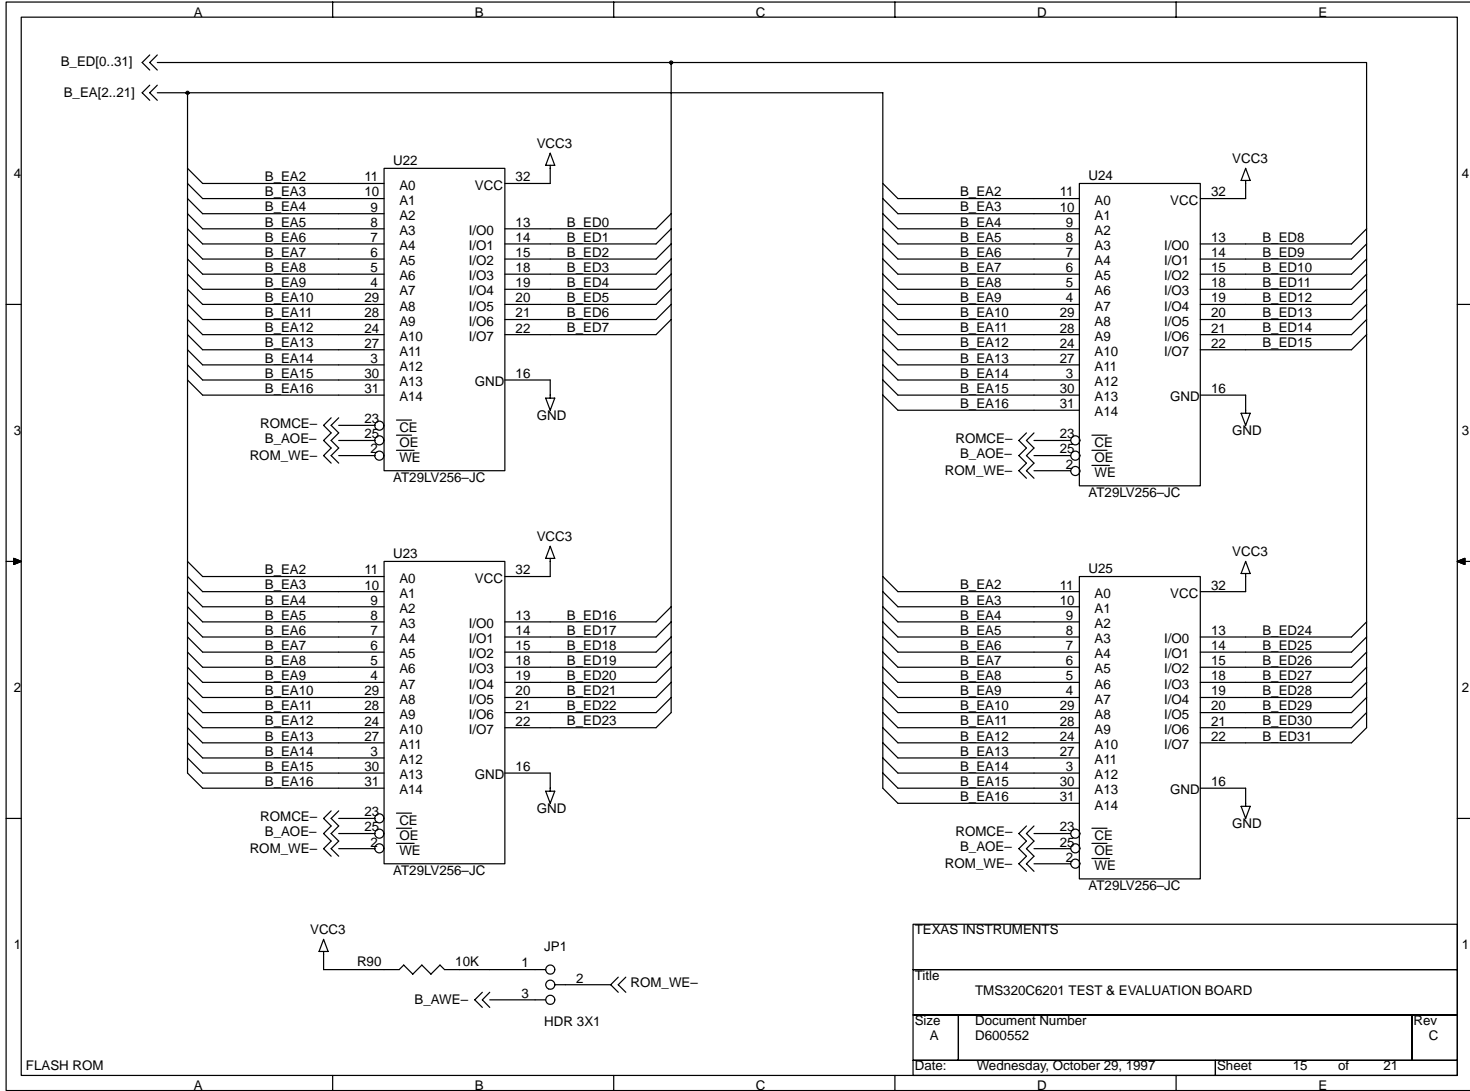 A B C D E
B_ED[0..31]
B_EA[2..21]
4 4
3 3
2 2
1 1
U22
VCC3
B_EA2 11 A0 VCC 32
B_EA3 10 A1
B_EA4 9 A2
B_EA5 8 A3 I/O0 13 B_ED0
B_EA6 7 A4 I/O1 14 B_ED1
B_EA7 6 A5 I/O2 15 B_ED2
B_EA8 5 A6 I/O3 18 B_ED3
B_EA9 4 A7 I/O4 19 B_ED4
B_EA10 29 A8 I/O5 20 B_ED5
B_EA11 28 A9 I/O6 21 B_ED6
B_EA12 24 A10 I/O7 22 B_ED7
B_EA13 27 A11
B_EA14 3 A12
B_EA15 30 A13 GND 16
B_EA16 31 A14
GND
ROMCE– 23 CE
B_AOE– 25 OE
ROM_WE– 2 WE
AT29LV256–JC
U24
VCC3
B_EA2 11 A0 VCC 32
B_EA3 10 A1
B_EA4 9 A2
B_EA5 8 A3 I/O0 13 B_ED8
B_EA6 7 A4 I/O1 14 B_ED9
B_EA7 6 A5 I/O2 15 B_ED10
B_EA8 5 A6 I/O3 18 B_ED11
B_EA9 4 A7 I/O4 19 B_ED12
B_EA10 29 A8 I/O5 20 B_ED13
B_EA11 28 A9 I/O6 21 B_ED14
B_EA12 24 A10 I/O7 22 B_ED15
B_EA13 27 A11
B_EA14 3 A12
B_EA15 30 A13 GND 16
B_EA16 31 A14
GND
ROMCE– 23 CE
B_AOE– 25 OE
ROM_WE– 2 WE
AT29LV256–JC
U23
VCC3
B_EA2 11 A0 VCC 32
B_EA3 10 A1
B_EA4 9 A2
B_EA5 8 A3 I/O0 13 B_ED16
B_EA6 7 A4 I/O1 14 B_ED17
B_EA7 6 A5 I/O2 15 B_ED18
B_EA8 5 A6 I/O3 18 B_ED19
B_EA9 4 A7 I/O4 19 B_ED20
B_EA10 29 A8 I/O5 20 B_ED21
B_EA11 28 A9 I/O6 21 B_ED22
B_EA12 24 A10 I/O7 22 B_ED23
B_EA13 27 A11
B_EA14 3 A12
B_EA15 30 A13 GND 16
B_EA16 31 A14
GND
ROMCE– 23 CE
B_AOE– 25 OE
ROM_WE– 2 WE
AT29LV256–JC
U25
VCC3
B_EA2 11 A0 VCC 32
B_EA3 10 A1
B_EA4 9 A2
B_EA5 8 A3 I/O0 13 B_ED24
B_EA6 7 A4 I/O1 14 B_ED25
B_EA7 6 A5 I/O2 15 B_ED26
B_EA8 5 A6 I/O3 18 B_ED27
B_EA9 4 A7 I/O4 19 B_ED28
B_EA10 29 A8 I/O5 20 B_ED29
B_EA11 28 A9 I/O6 21 B_ED30
B_EA12 24 A10 I/O7 22 B_ED31
B_EA13 27 A11
B_EA14 3 A12
B_EA15 30 A13 GND 16
B_EA16 31 A14
GND
ROMCE– 23 CE
B_AOE– 25 OE
ROM_WE– 2 WE
AT29LV256–JC
VCC3
JP1
R90 10K 1
2 ROM_WE–
B_AWE– 3
HDR 3X1
TEXAS INSTRUMENTS
Title
TMS320C6201 TEST & EVALUATION BOARD
Size Document Number Rev
A D600552 C
Date: Wednesday, October 29, 1997 Sheet 15 of 21
FLASH ROM
A B C D E